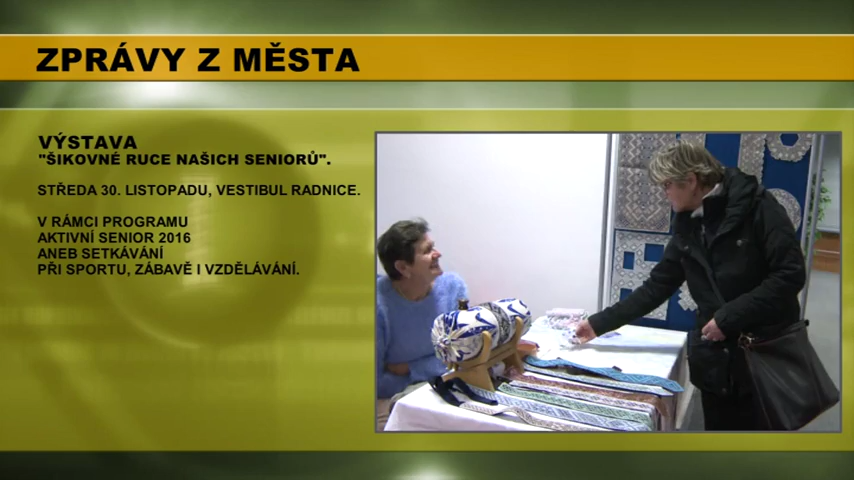 ZPRÁVY Z MĚSTA
VÝSTAVA
"ŠIKOVNÉ RUCE NAŠICH SENIORŮ".
STŘEDA 30. LISTOPADU, VESTIBUL RADNICE.
V RÁMCI PROGRAMU
AKTIVNÍ SENIOR 2016
ANEB SETKÁVÁNÍ
PŘI SPORTU, ZÁBAVĚ I VZDĚLÁVÁNÍ.